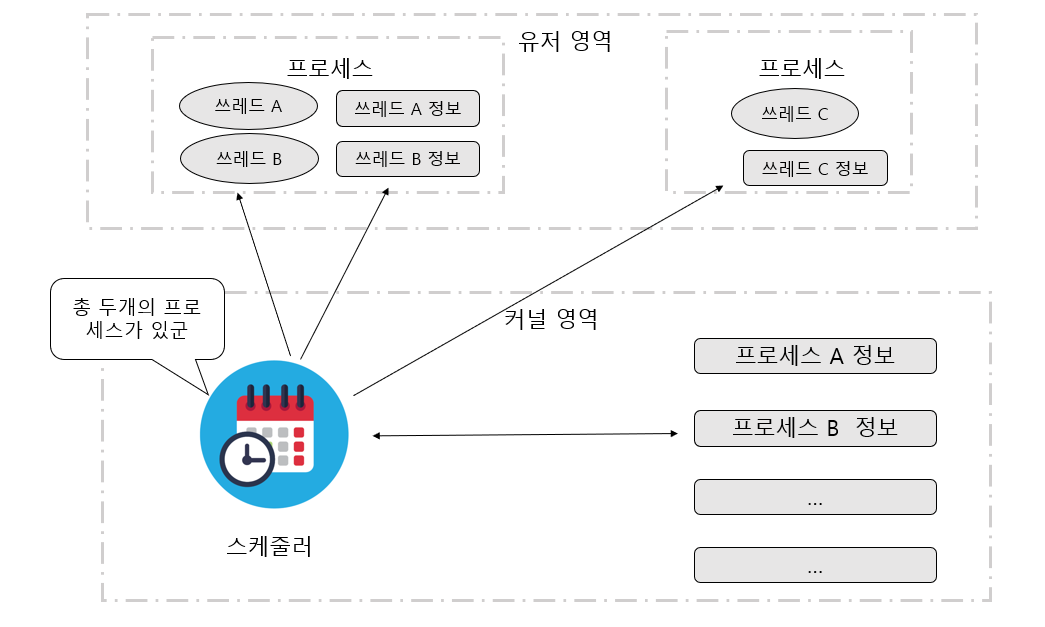 유저 영역
프로세스
쓰레드 A
쓰레드 A 정보
쓰레드 B
쓰레드 B 정보
프로세스
쓰레드 C
쓰레드 C 정보
총 두개의 프로
세스가 있군
커널 영역
프로세스 A 정보
프로세스 B 정보
...
...
스케줄러